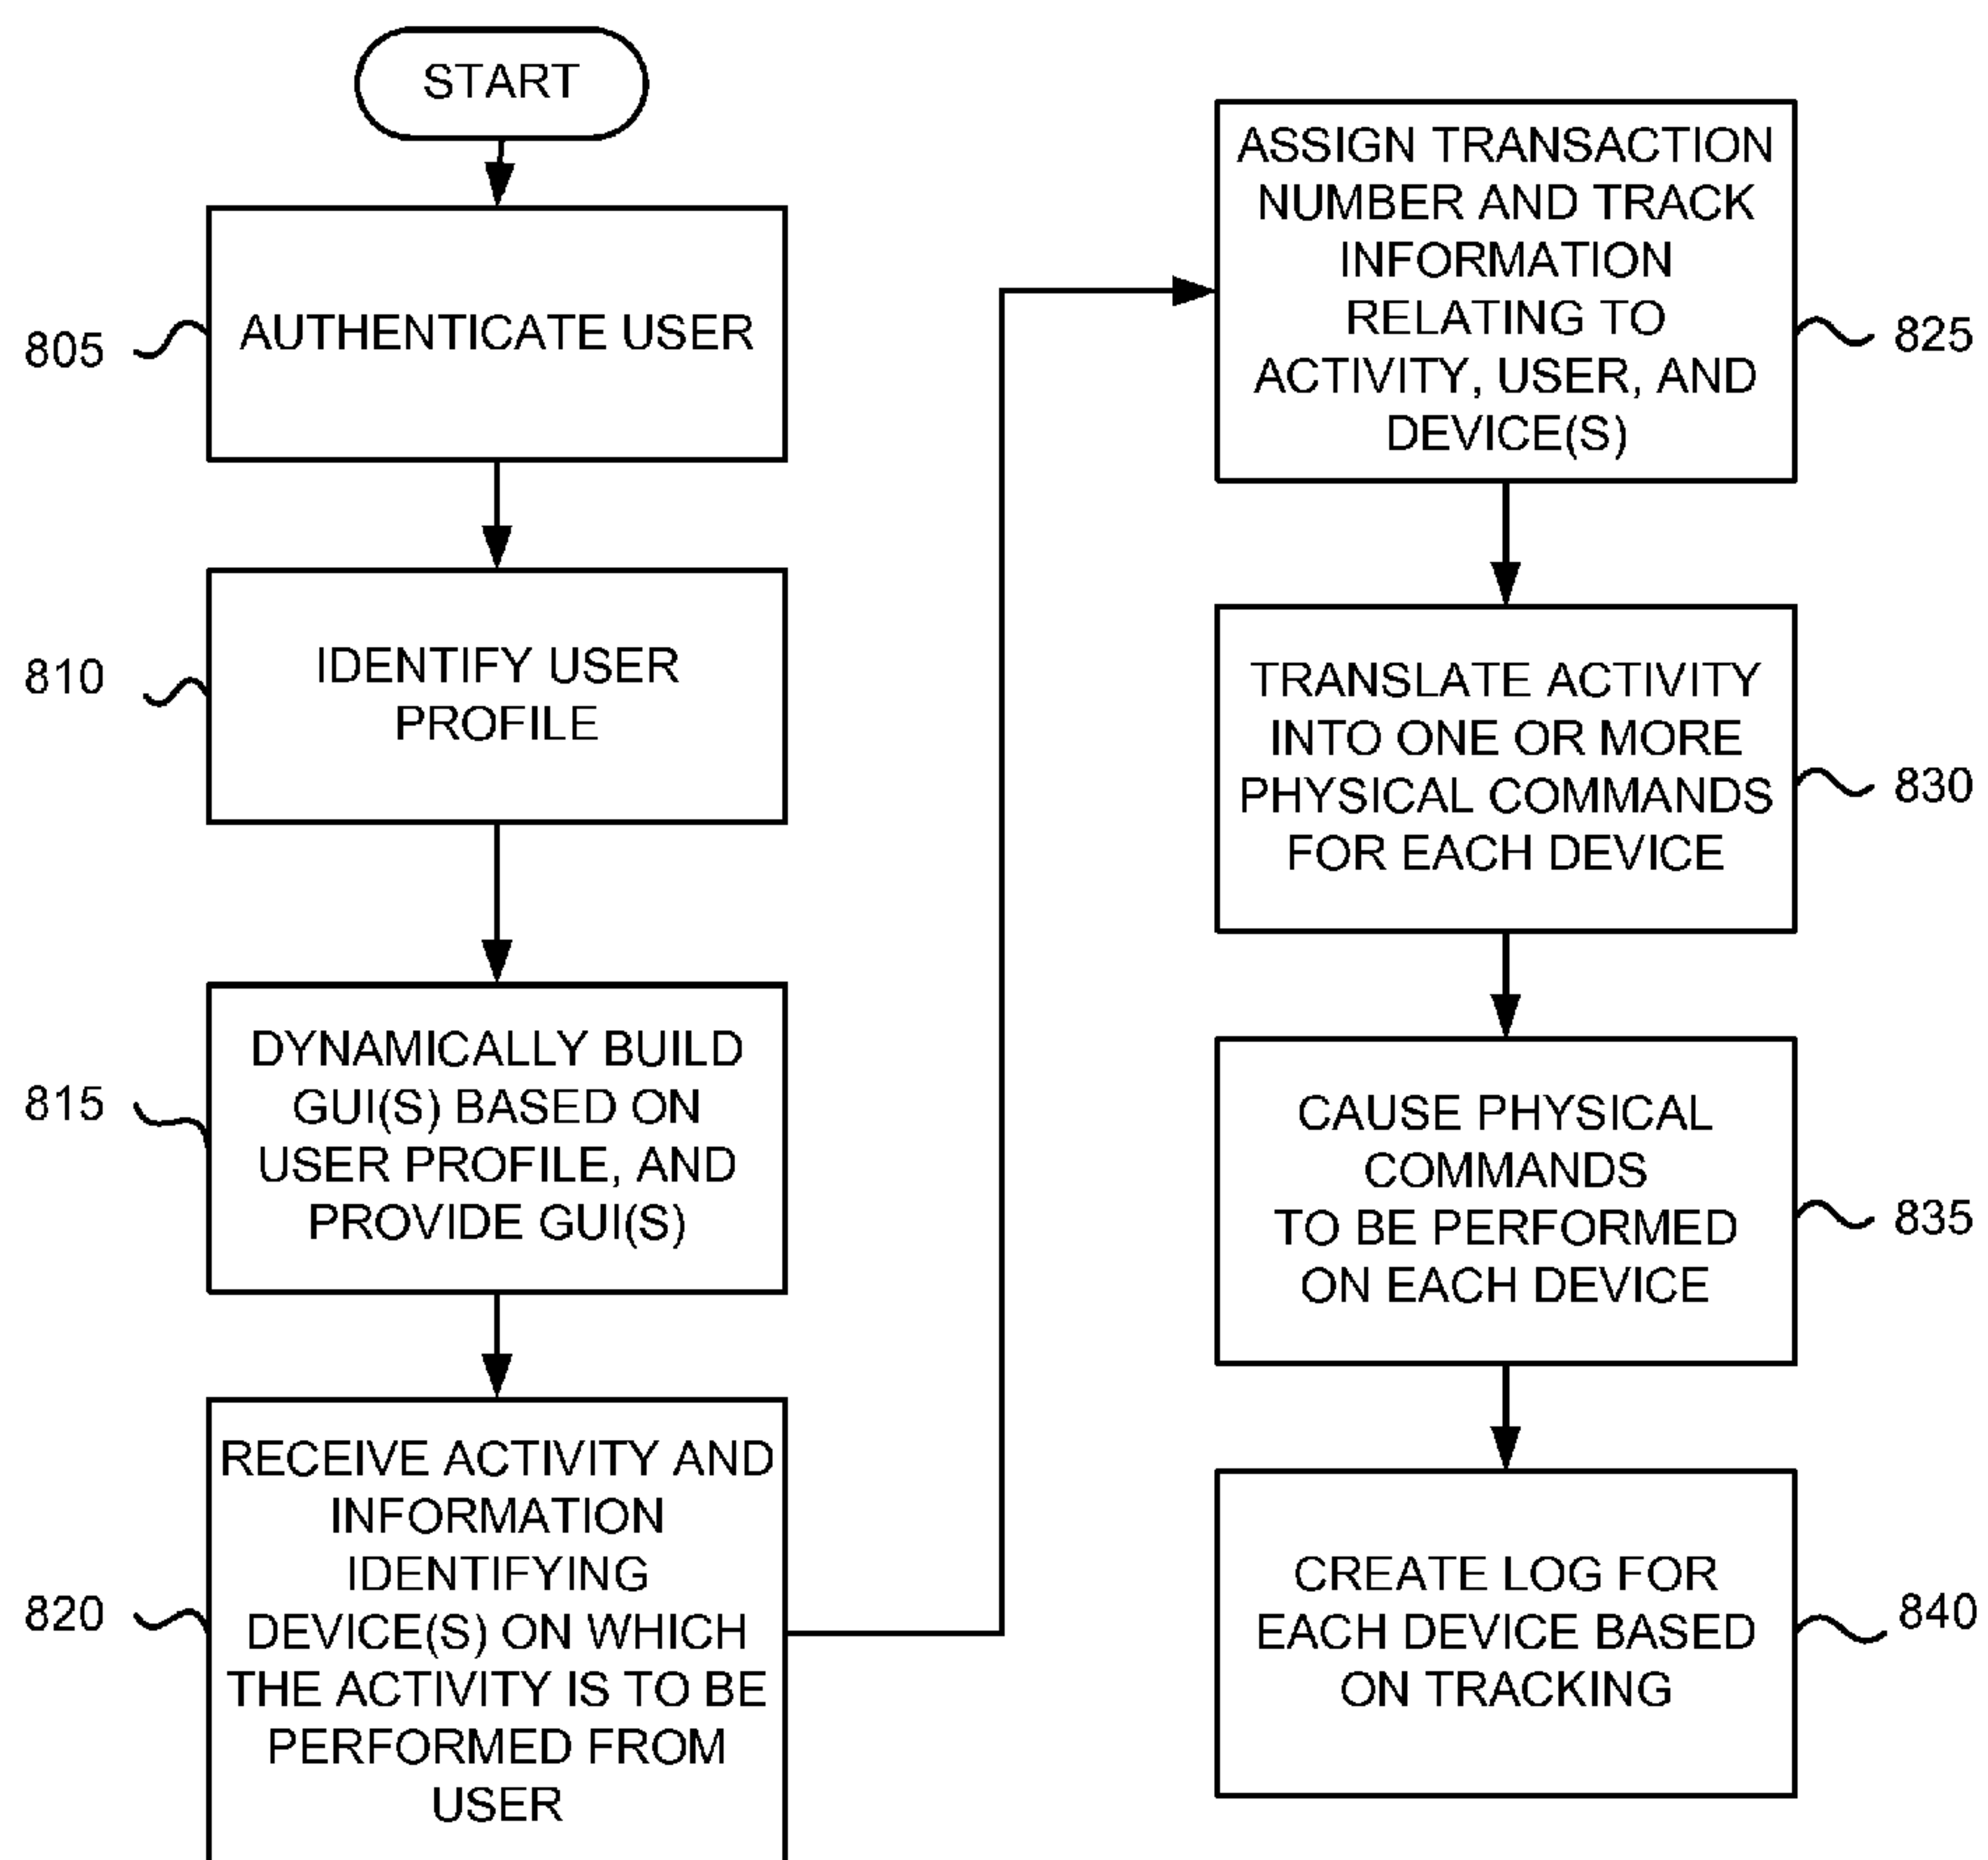 START
805
AUTHENTICATE USER
810
IDENTIFY USER
PROFILE
815
DYNAMICALLY BUILD
GUI(S) BASED ON
USER PROFILE, AND
PROVIDE GUI(S)
820
RECEIVE ACTIVITY AND
INFORMATION
IDENTIFYING
DEVICE(S) ON WHICH
THE ACTIVITY IS TO BE
PERFORMED FROM
USER
ASSIGN TRANSACTION
NUMBER AND TRACK
INFORMATION
RELATING TO
ACTIVITY, USER, AND
DEVICE(S)
825
TRANSLATE ACTIVITY
INTO ONE OR MORE
PHYSICAL COMMANDS
FOR EACH DEVICE
830
CAUSE PHYSICAL
COMMANDS
TO BE PERFORMED
ON EACH DEVICE
835
CREATE LOG FOR
EACH DEVICE BASED
ON TRACKING
840